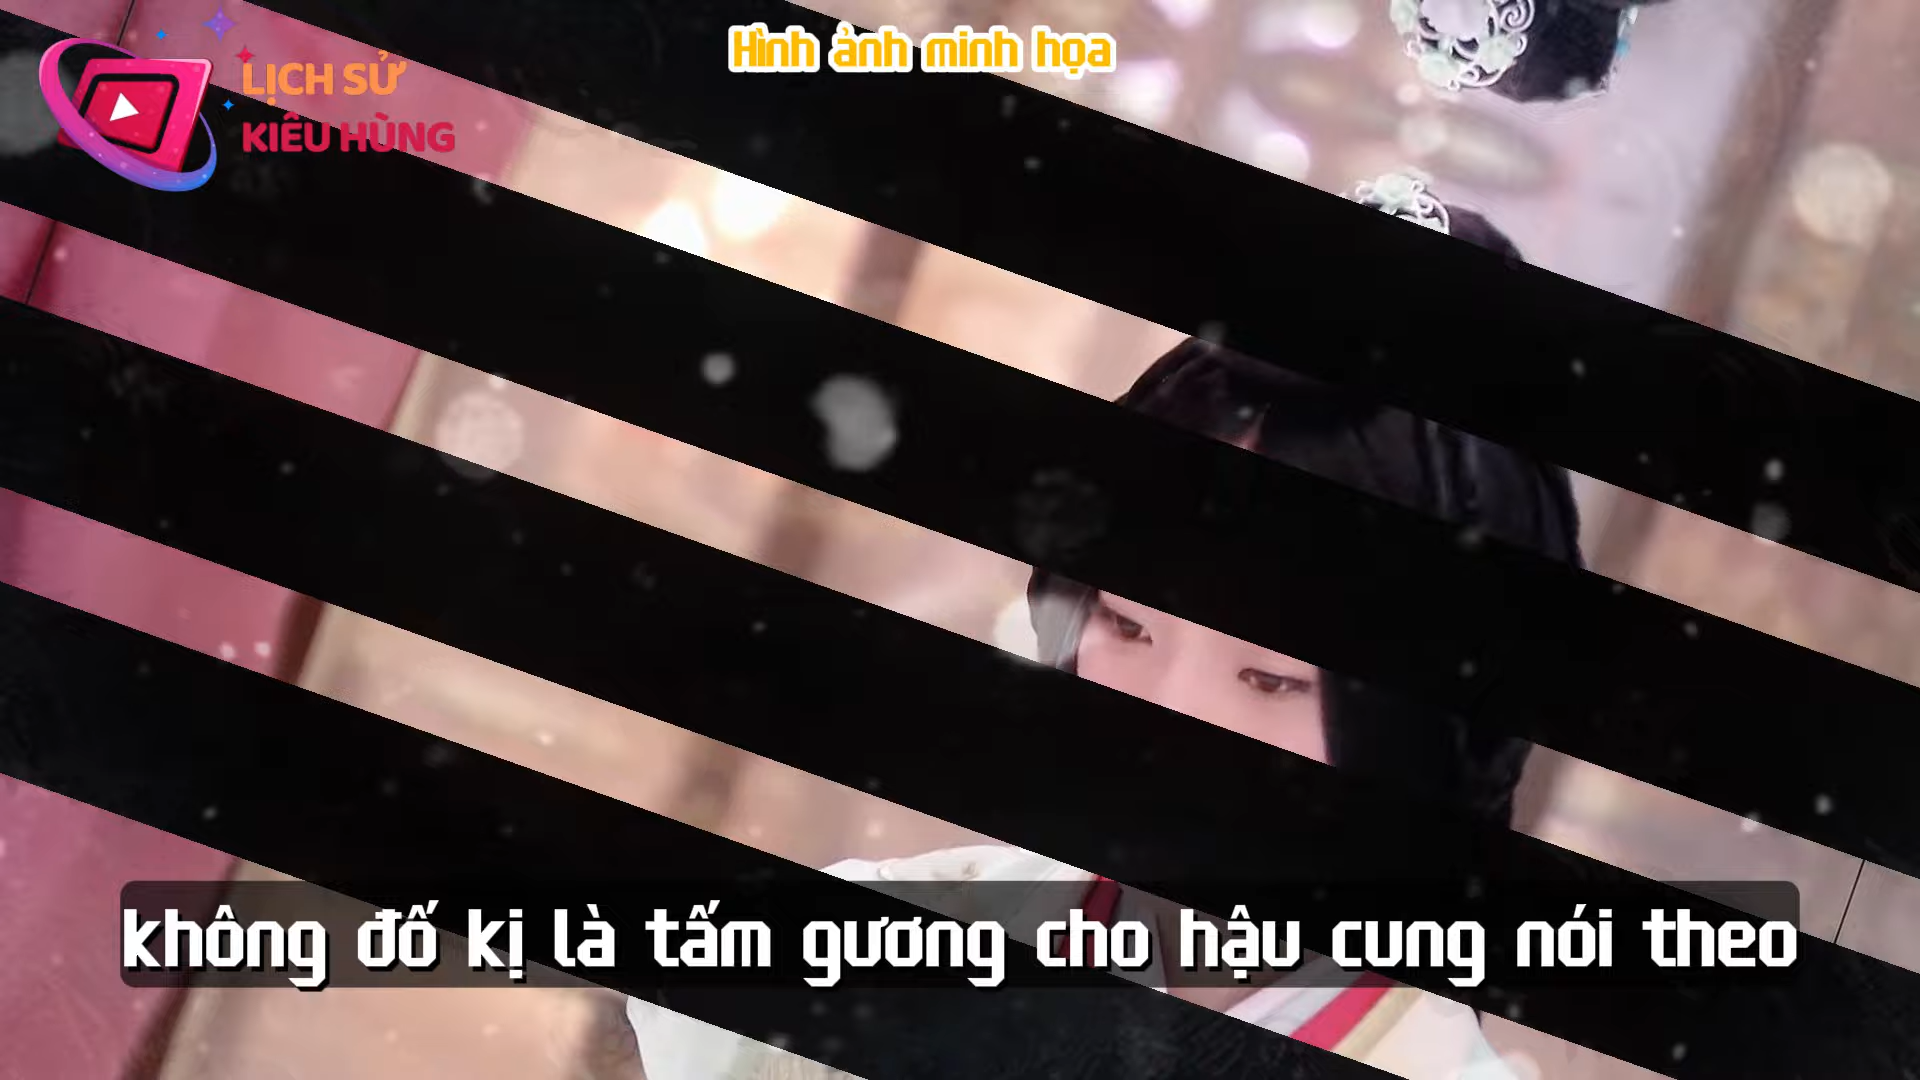 LỊCH SỬ
KIÊU HÙNG
Hình ảnh minh họa
không đố kị là tấm gương cho hậu cung nói theo